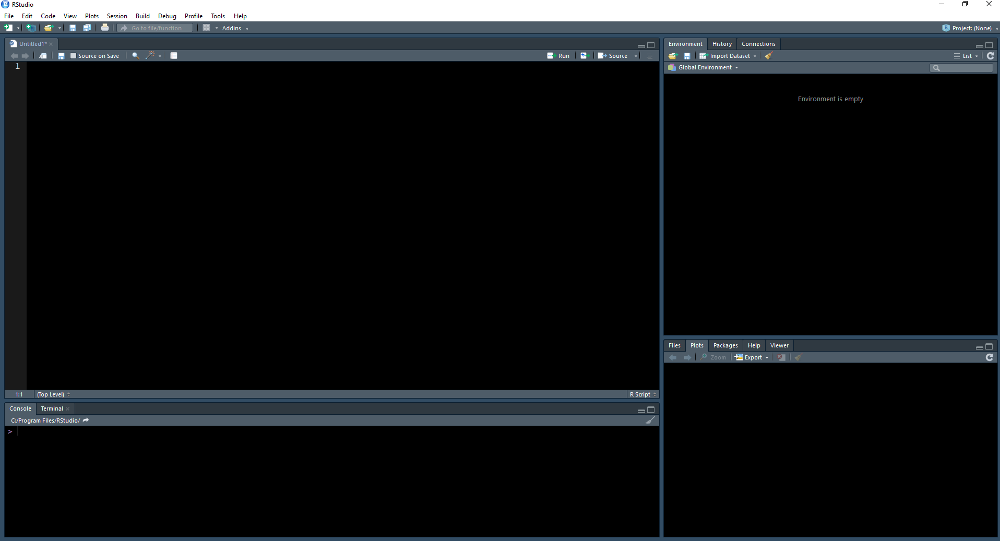 RStudio
File Edit Code View Plots Session Build Debug Profile Tools Help
Go to file/function Addins Project: (None)
Untitled1*
Source on Save Run Source
1
1:1 (Top Level) R Script
Console Terminal
C:/Program Files/RStudio/
>
Environment History Connections
Import Dataset List
Global Environment
Environment is empty
Files Plots Packages Help Viewer
Zoom Export